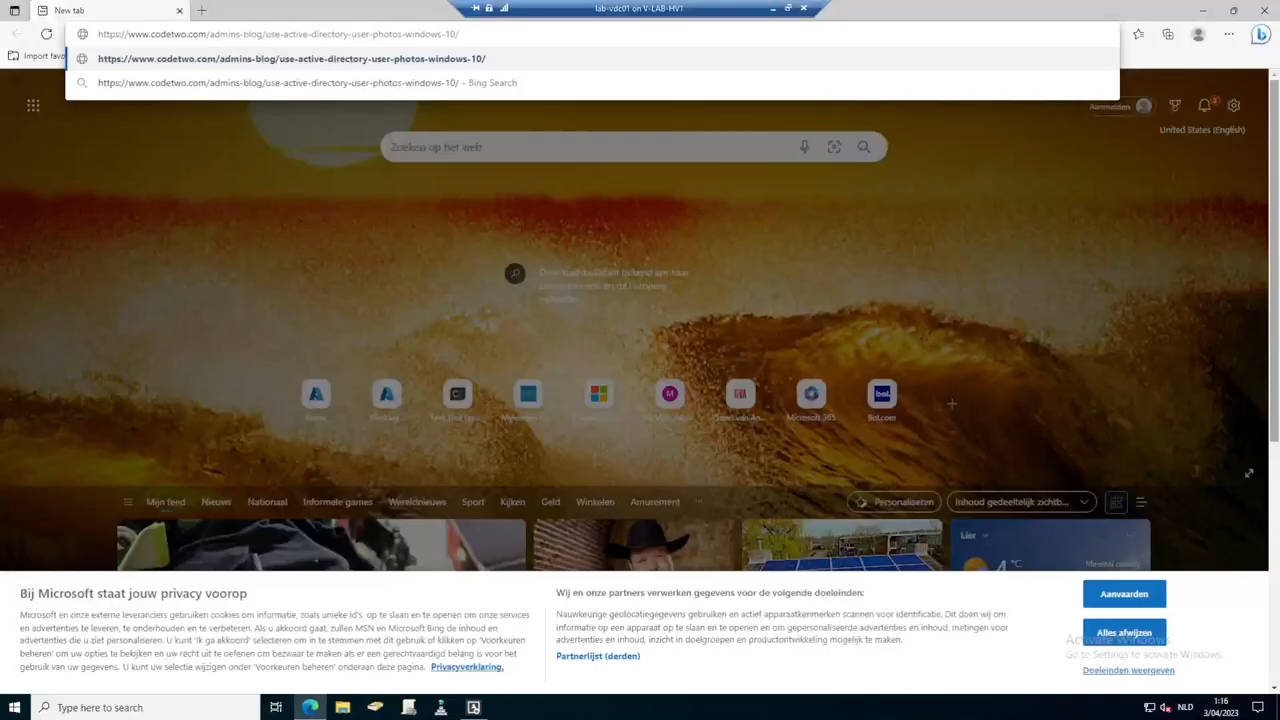 New tab
lab-vdc01 on V-LAB-HV1
https://www.codetwo.com/admins-blog/use-active-directory-user-photos-windows-10/
Import favo
https://www.codetwo.com/admins-blog/use-active-directory-user-photos-windows-10/
https://www.codetwo.com/admins-blog/use-active-directory-user-photos-windows-10/ - Bing Search
Aanmelden
United States (English)
Zoeken op het web
Microsoft 365
Bol.com
Mijn feed
Nieuws
Nationaal
Informele games
Wereldnieuws
Sport
Kijken
Geld
Winkelen
Amusement
Personaliseren
Inhoud gedeeltelijk zichtb...
Lier
°C
Bij Microsoft staat jouw privacy voorop
Microsoft en onze externe leveranciers gebruiken cookies om informatie, zoals unieke id's, op te slaan en te openen om onze services
en advertenties te leveren, te onderhouden en te verbeteren. Als u akkoord gaat, zullen MSN en Microsoft Bing de inhoud en
advertenties die u ziet personaliseren. U kunt 'Ik ga akkoord' selecteren om in te stemmen met dit gebruik of klikken op 'Voorkeuren
beheren' om uw opties te bekijken en uw recht uit te oefenen om bezwaar te maken als er een gerechtvaardigd belang is voor het
gebruik van uw gegevens. U kunt uw selectie wijzigen onder 'Voorkeuren beheren' onderaan deze pagina. Privacyverklaring.
Wij en onze partners verwerken gegevens voor de volgende doeleinden:
Nauwkeurige geolocatiegegevens gebruiken en actief apparaatkenmerken scannen voor identificatie. Dit doen wij om
informatie op een apparaat op te slaan en te openen en om gepersonaliseerde advertenties en inhoud, metingen voor
advertenties en inhoud, inzicht in doelgroepen en productontwikkeling mogelijk te maken.
Partnerlijst (derden)
Aanvaarden
Alles afwijzen
Doeleinden weergeven
Activate Windows
Go to Settings to activate Windows.
Type here to search
NLD
1:16
3/04/2023